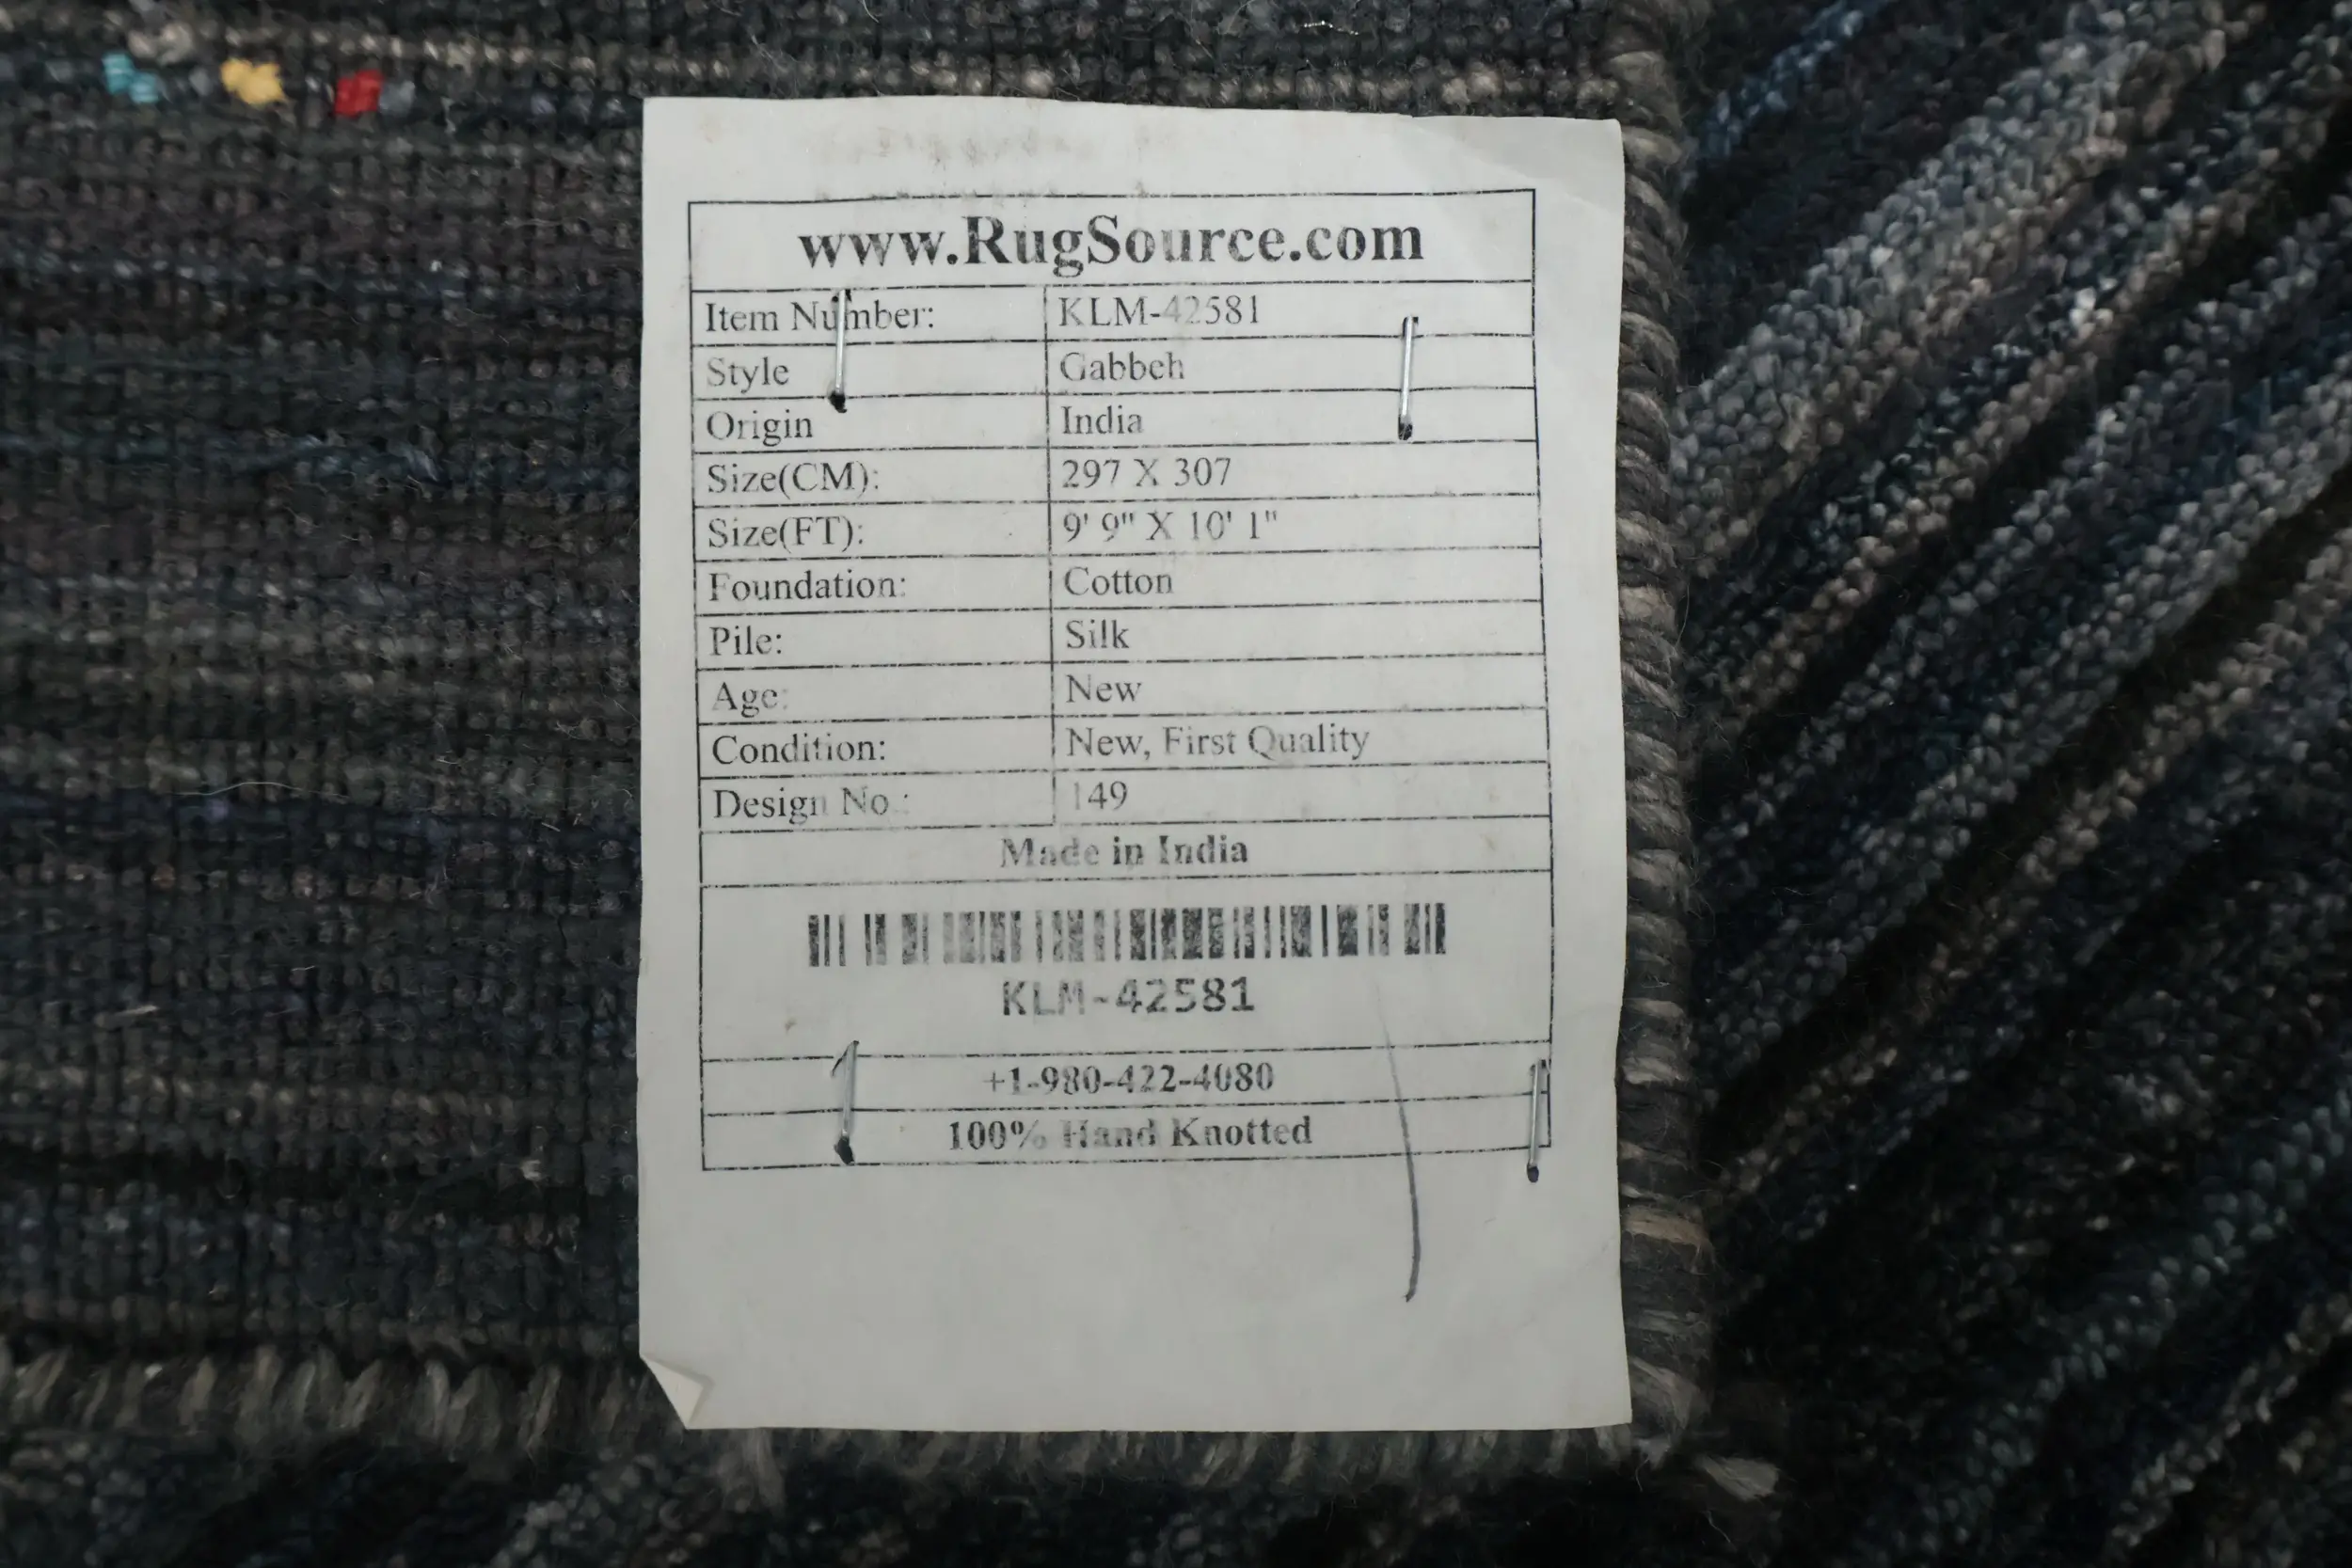 www.RugSource.com
Item Number: KLM-42581
Style Gabbeh
Origin India
Size(CM): 297 X 307
Size(FT): 9' 9" X 10' 1"
Foundation: Cotton
Pile: Silk
Age: New
Condition: New, First Quality
Design No.: 149
Made in India
KLM-42581
+1-980-422-4080
100% Hand Knotted